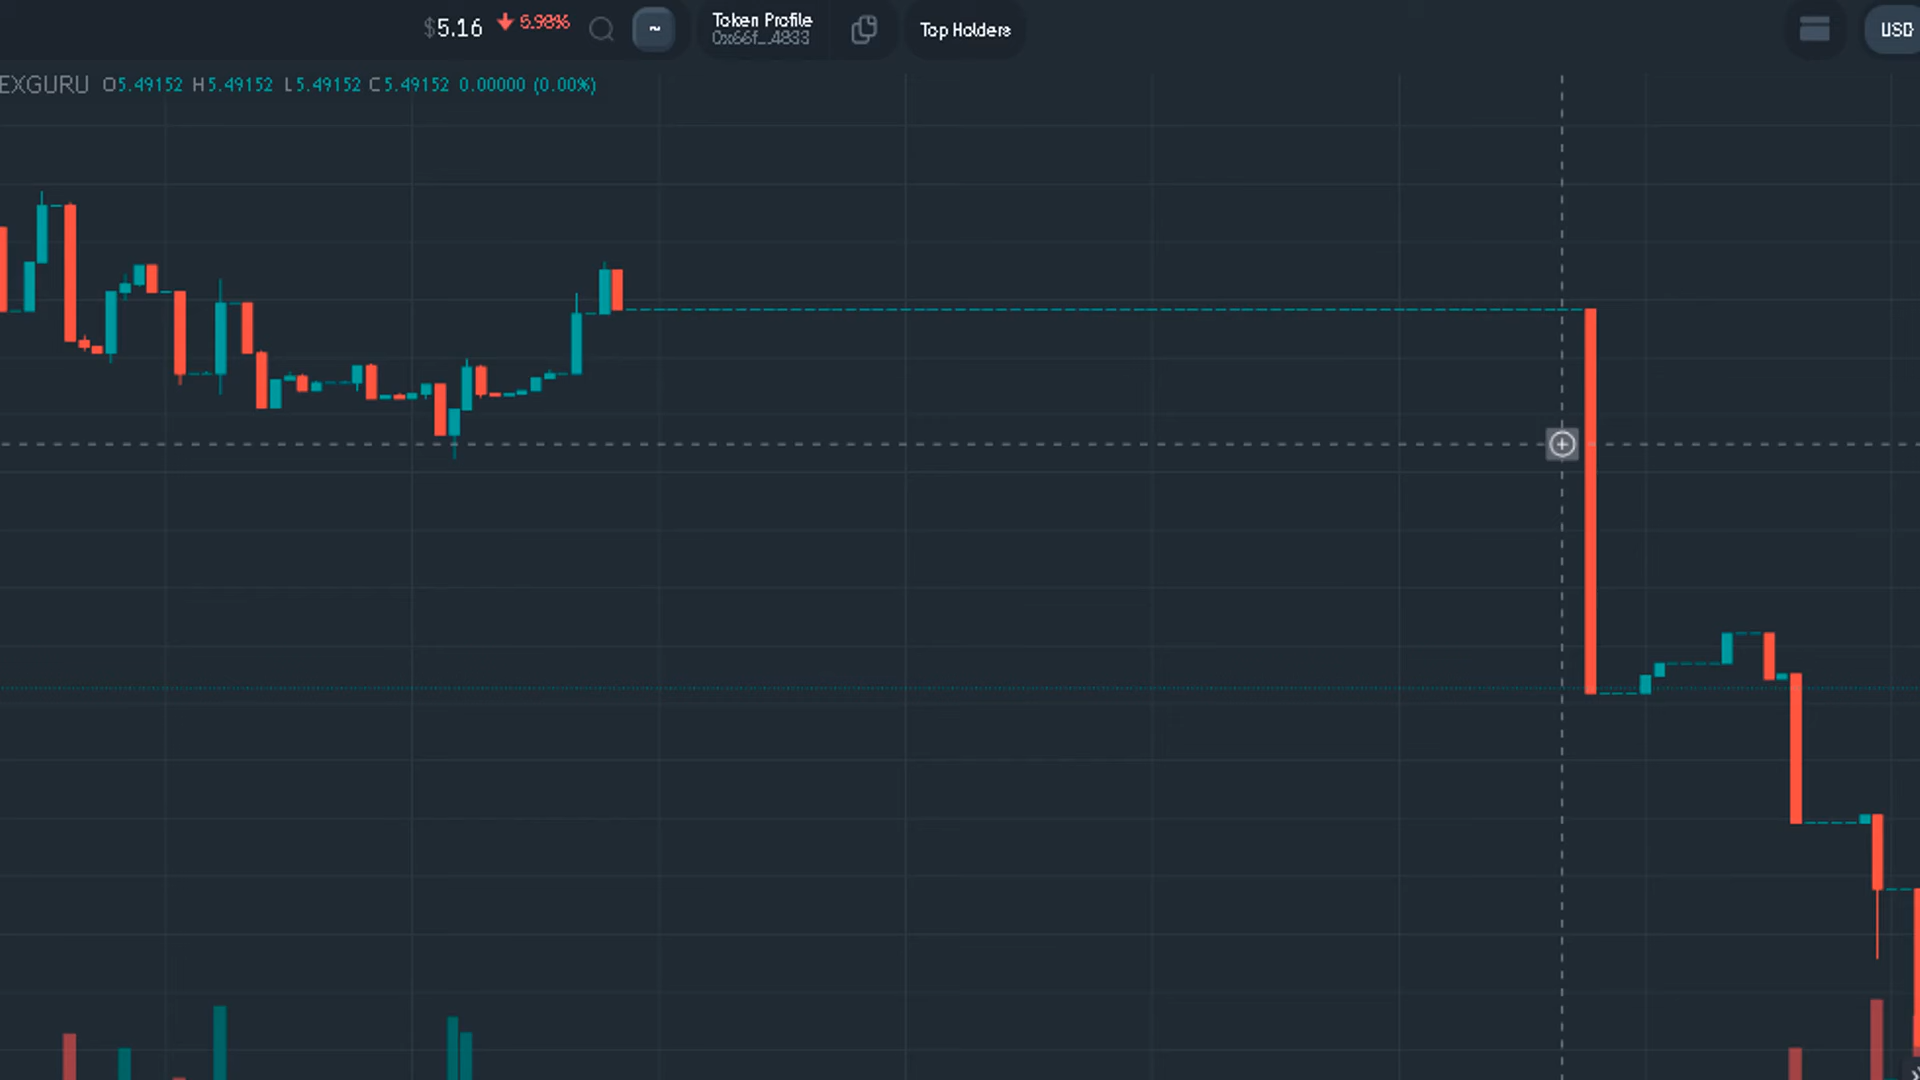 $5.16 5.98% ~ Token Profile Top Holders USD
0x66f...4833
EXGURU O5.49152 H5.49152 L5.49152 C5.49152 0.00000 (0.00%)